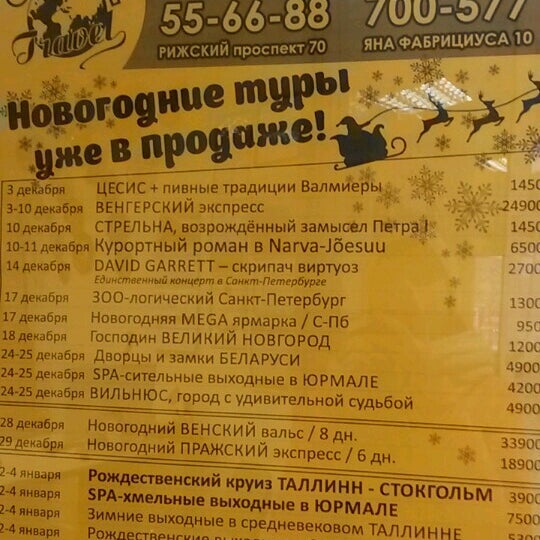 Travel
55-66-88 700-577
РИЖСКИЙ проспект 70 ЯНА ФАБРИЦИУСА 10
Новогодние туры
уже в продаже!
3 декабря ЦЕСИС + пивные традиции Валмиеры 1450
3-10 декабря ВЕНГЕРСКИЙ экспресс 24900
10 декабря СТРЕЛЬНА, возрождённый замысел Петра I 1450
10-11 декабря Курортный роман в Narva-Jõesuu 6500
14 декабря DAVID GARRETT – скрипач виртуоз 2700
Единственный концерт в Санкт-Петербурге
17 декабря ЗОО-логический Санкт-Петербург 1300
17 декабря Новогодняя MEGA ярмарка / С-Пб 950
18 декабря Господин ВЕЛИКИЙ НОВГОРОД 1200
24-25 декабря Дворцы и замки БЕЛАРУСИ 4900
24-25 декабря SPA-сительные выходные в ЮРМАЛЕ 4200
24-25 декабря ВИЛЬНЮС, город с удивительной судьбой 4900
28 декабря Новогодний ВЕНСКИЙ вальс / 8 дн. 33900
29 декабря Новогодний ПРАЖСКИЙ экспресс / 6 дн. 18900
2-4 января Рождественский круиз ТАЛЛИНН - СТОКГОЛЬМ 3900
2-4 января SPA-хмельные выходные в ЮРМАЛЕ 7500
2-4 января Зимние выходные в средневековом ТАЛЛИННЕ 5300